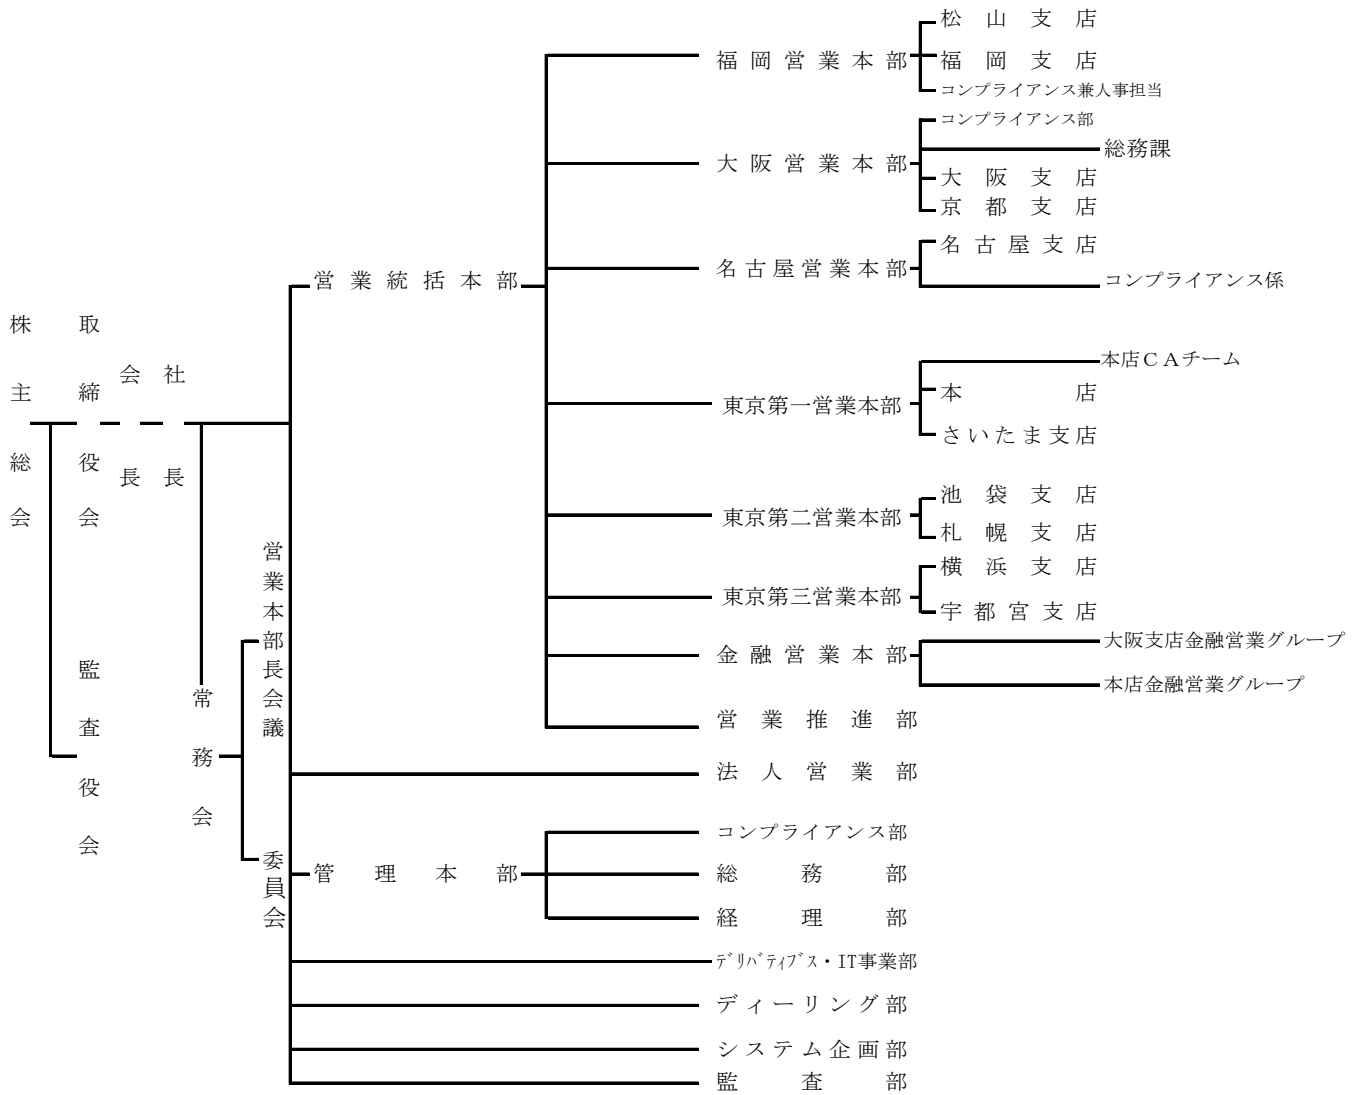 株主総会
取締役会
監査役会
会長
社長
常務会
営業本部長会議
委員会
営業統括本部
福岡営業本部
松山支店
福岡支店
コンプライアンス兼人事担当
大阪営業本部
コンプライアンス部
総務課
大阪支店
京都支店
名古屋営業本部
名古屋支店
コンプライアンス係
東京第一営業本部
本店CAチーム
本店
さいたま支店
東京第二営業本部
池袋支店
札幌支店
東京第三営業本部
横浜支店
宇都宮支店
金融営業本部
大阪支店金融営業グループ
本店金融営業グループ
営業推進部
法人営業部
管理本部
コンプライアンス部
総務部
経理部
ﾃﾞﾘﾊﾞﾃｨﾌﾞｽ・IT事業部
ディーリング部
システム企画部
監査部